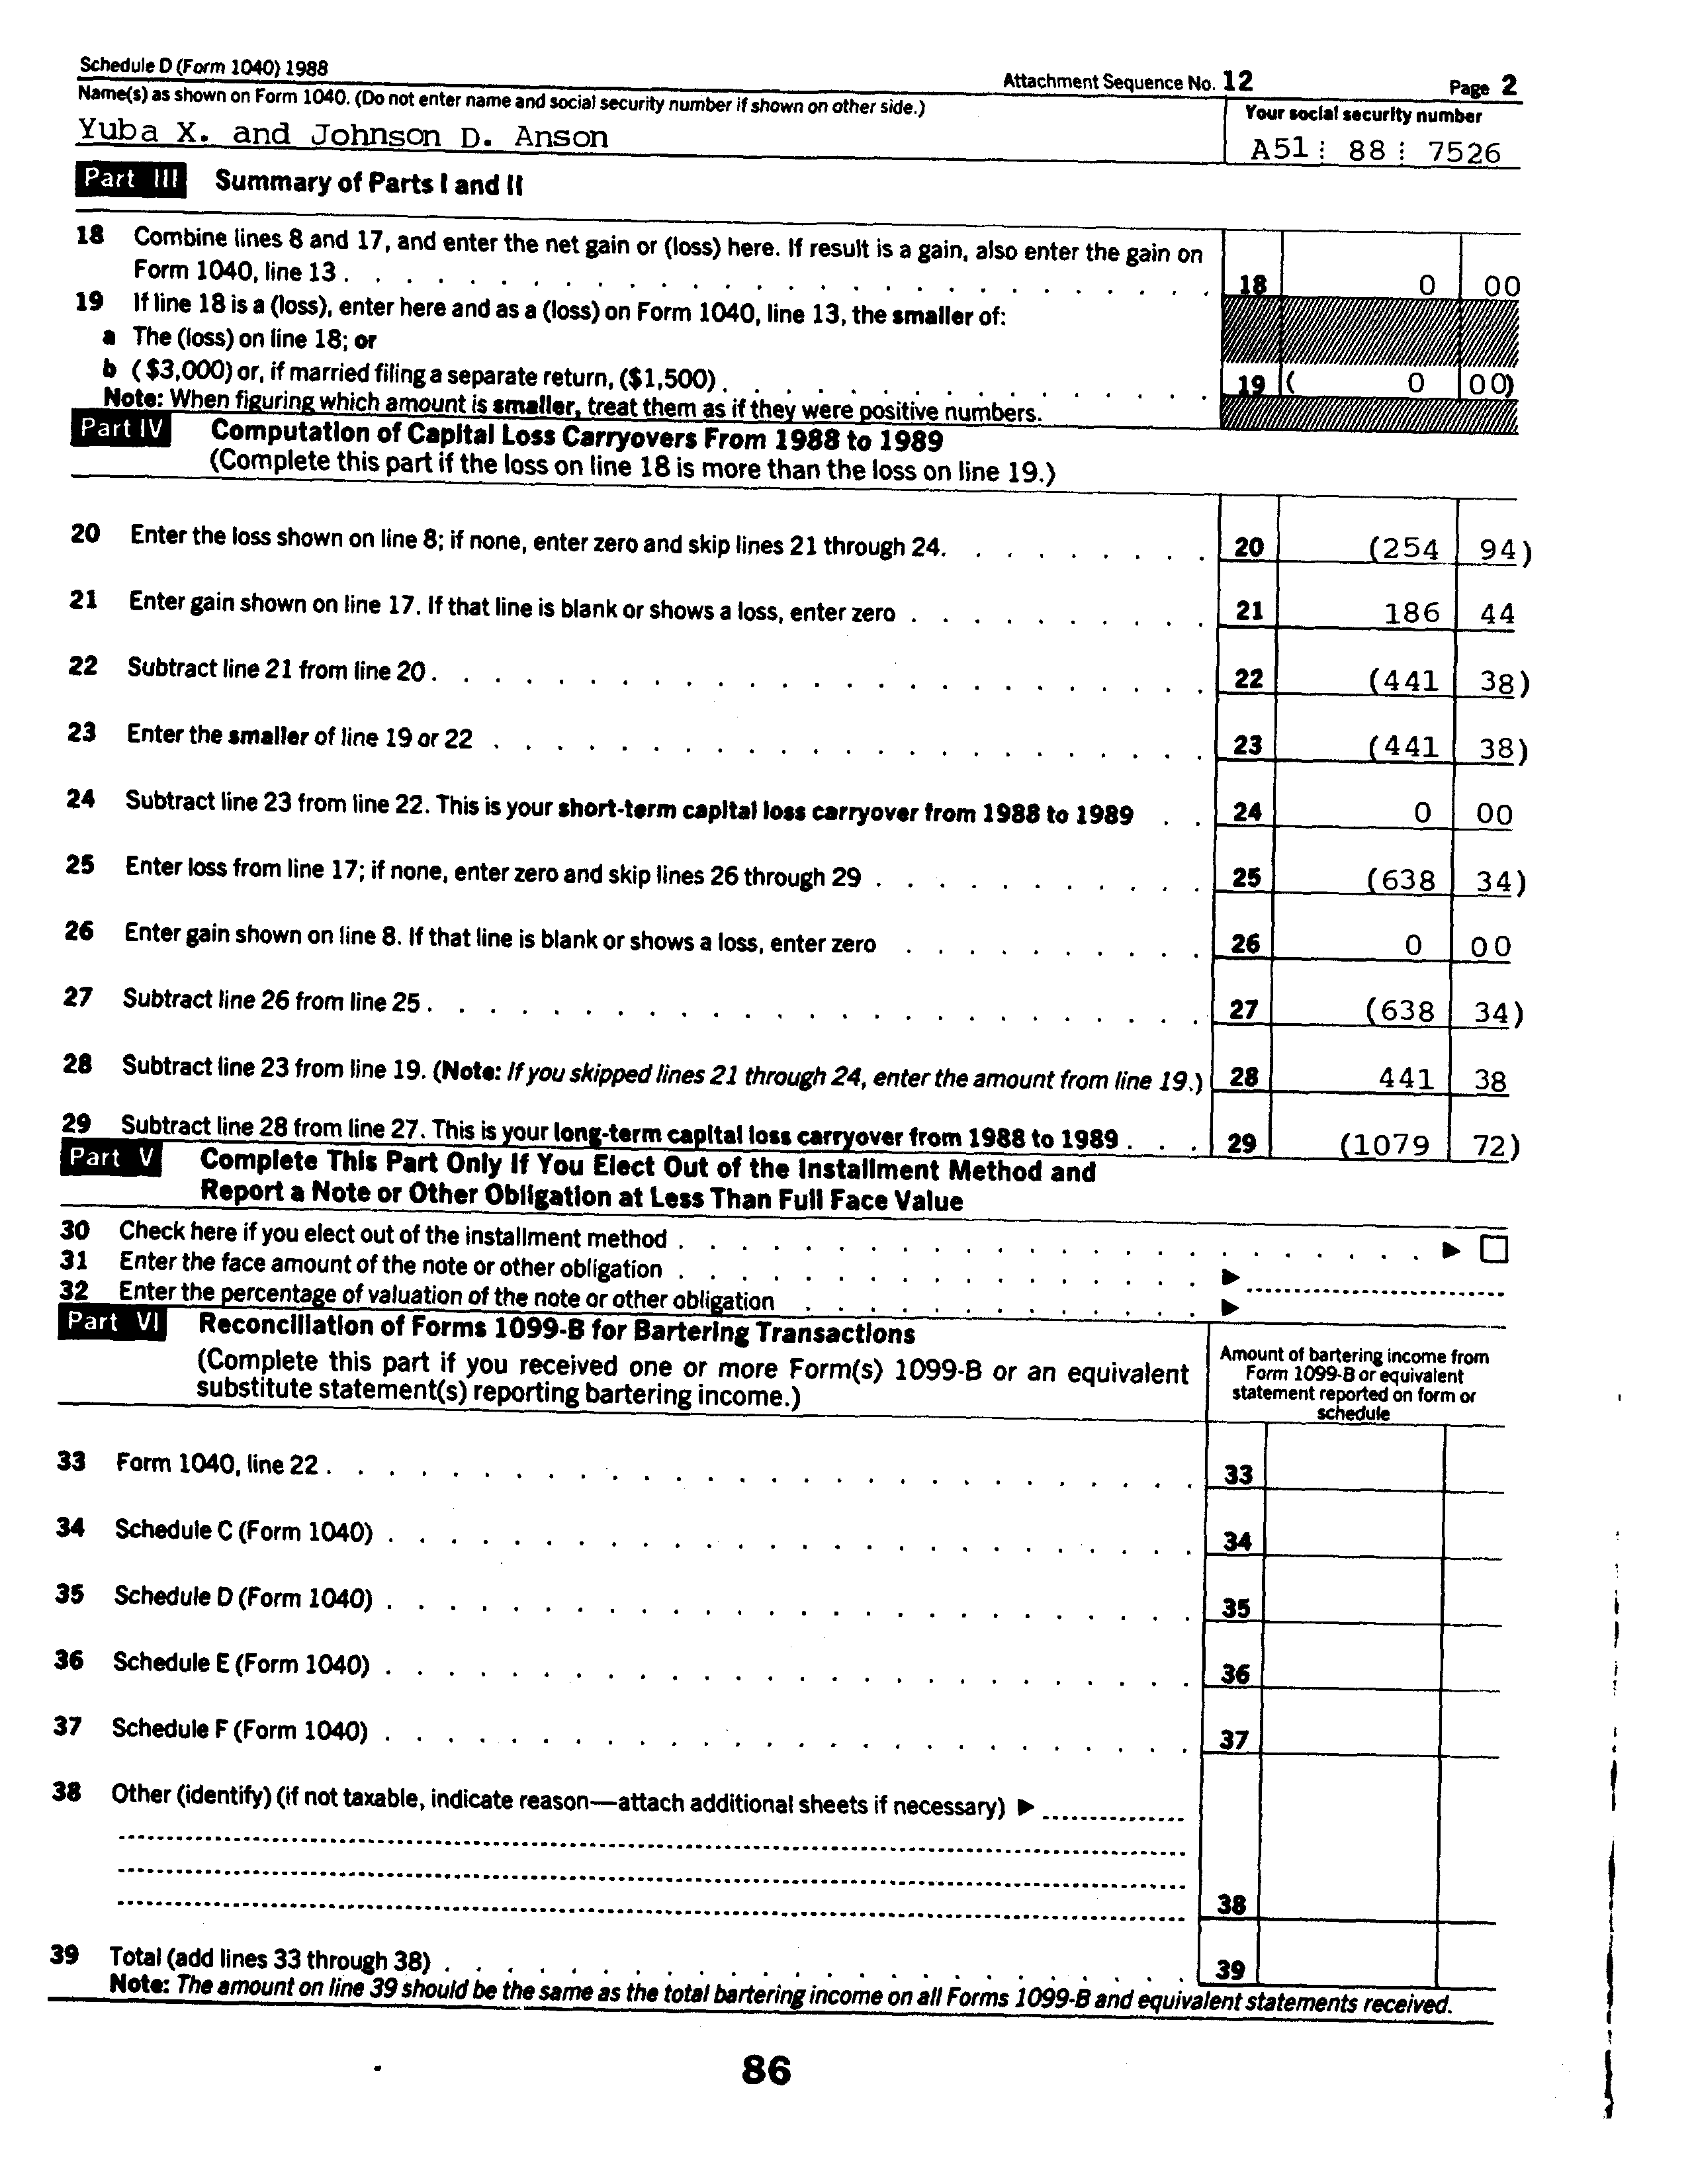 Schedule D (Form 1040) 1988 Attachment Sequence No. 12 Page 2
Name(s) as shown on Form 1040. (Do not enter name and social security number if shown on other side.) Your social security number
Yuba X. and Johnson D. Anson A51 88 7526
Part III Summary of Parts I and II
18 Combine lines 8 and 17, and enter the net gain or (loss) here. If result is a gain, also enter the gain on
Form 1040, line 13 . . . 18 0 00
19 If line 18 is a (loss), enter here and as a (loss) on Form 1040, line 13, the smaller of:
a The (loss) on line 18; or
b ($3,000) or, if married filing a separate return, ($1,500) . . . 19 ( 0 00)
Note: When figuring which amount is smaller, treat them as if they were positive numbers.
Part IV Computation of Capital Loss Carryovers From 1988 to 1989
(Complete this part if the loss on line 18 is more than the loss on line 19.)
20 Enter the loss shown on line 8; if none, enter zero and skip lines 21 through 24. . . . 20 (254 94)
21 Enter gain shown on line 17. If that line is blank or shows a loss, enter zero . . . 21 186 44
22 Subtract line 21 from line 20 . . . 22 (441 38)
23 Enter the smaller of line 19 or 22 . . . 23 (441 38)
24 Subtract line 23 from line 22. This is your short-term capital loss carryover from 1988 to 1989 . . 24 0 00
25 Enter loss from line 17; if none, enter zero and skip lines 26 through 29 . . . 25 (638 34)
26 Enter gain shown on line 8. If that line is blank or shows a loss, enter zero . . . 26 0 00
27 Subtract line 26 from line 25 . . . 27 (638 34)
28 Subtract line 23 from line 19. (Note: If you skipped lines 21 through 24, enter the amount from line 19.) 28 441 38
29 Subtract line 28 from line 27. This is your long-term capital loss carryover from 1988 to 1989 . . . 29 (1079 72)
Part V Complete This Part Only If You Elect Out of the Installment Method and
Report a Note or Other Obligation at Less Than Full Face Value
30 Check here if you elect out of the installment method . . . ▶ ☐
31 Enter the face amount of the note or other obligation . . . ▶
32 Enter the percentage of valuation of the note or other obligation . . . ▶
Part VI Reconciliation of Forms 1099-B for Bartering Transactions
(Complete this part if you received one or more Form(s) 1099-B or an equivalent
substitute statement(s) reporting bartering income.)
Amount of bartering income from
Form 1099-B or equivalent
statement reported on form or
schedule
33 Form 1040, line 22 . . . 33
34 Schedule C (Form 1040) . . . 34
35 Schedule D (Form 1040) . . . 35
36 Schedule E (Form 1040) . . . 36
37 Schedule F (Form 1040) . . . 37
38 Other (identify) (if not taxable, indicate reason—attach additional sheets if necessary) ▶
38
39 Total (add lines 33 through 38) . . . 39
Note: The amount on line 39 should be the same as the total bartering income on all Forms 1099-B and equivalent statements received.
86